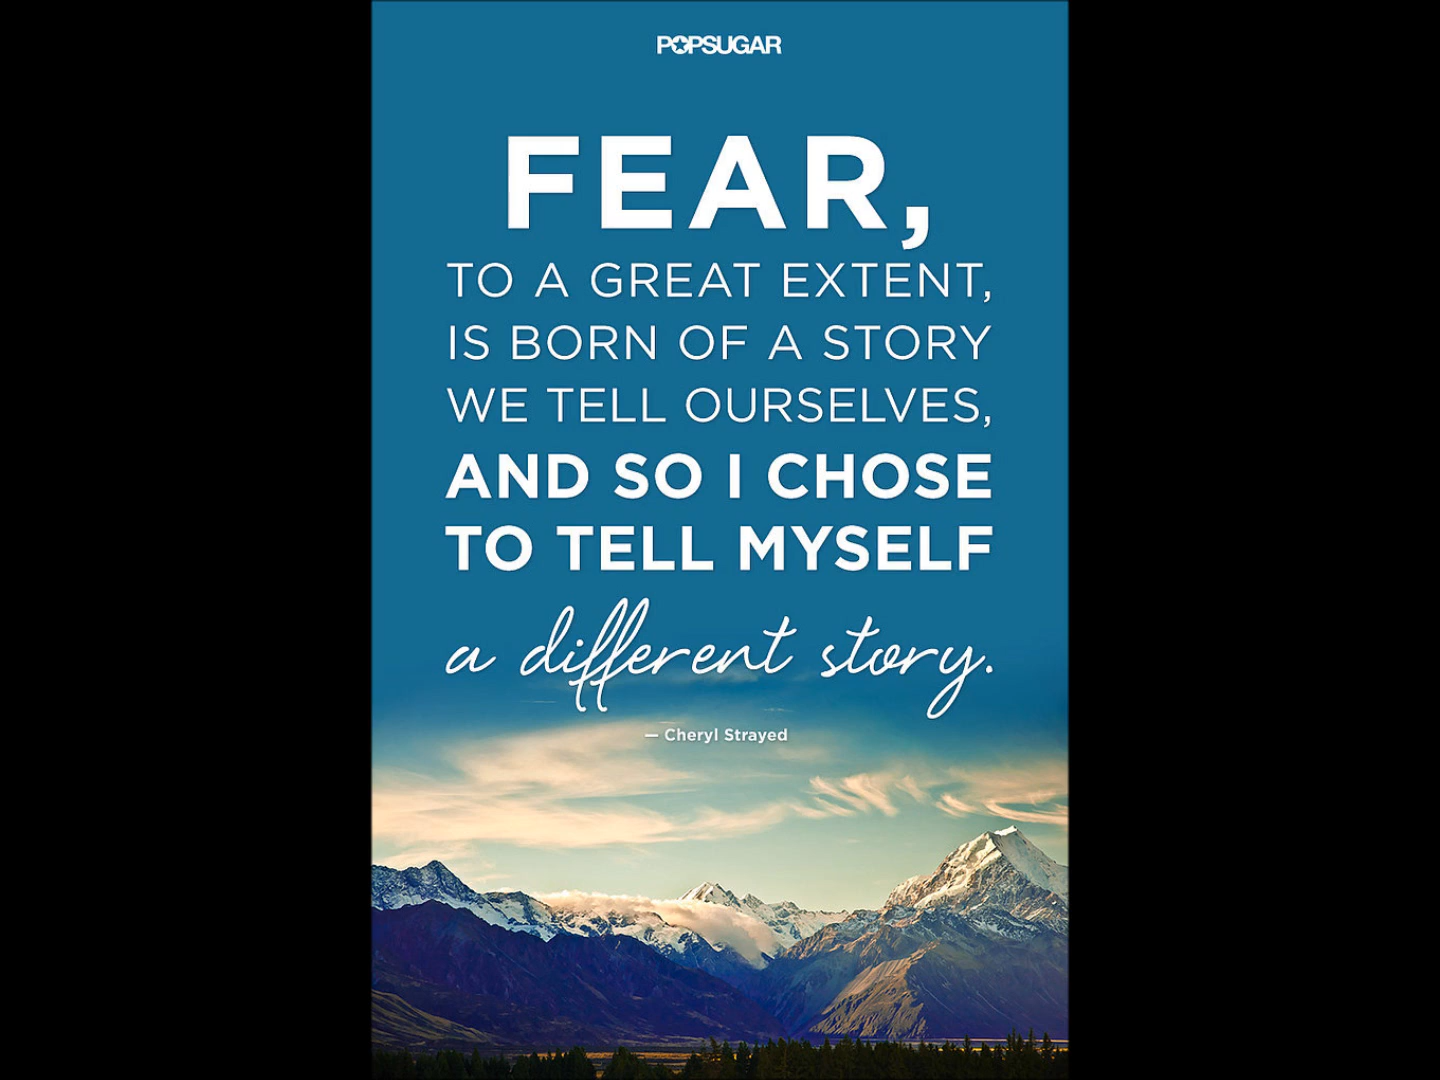 POPSUGAR
FEAR,
TO A GREAT EXTENT,
IS BORN OF A STORY
WE TELL OURSELVES,
AND SO I CHOSE
TO TELL MYSELF
a different story.
— Cheryl Strayed